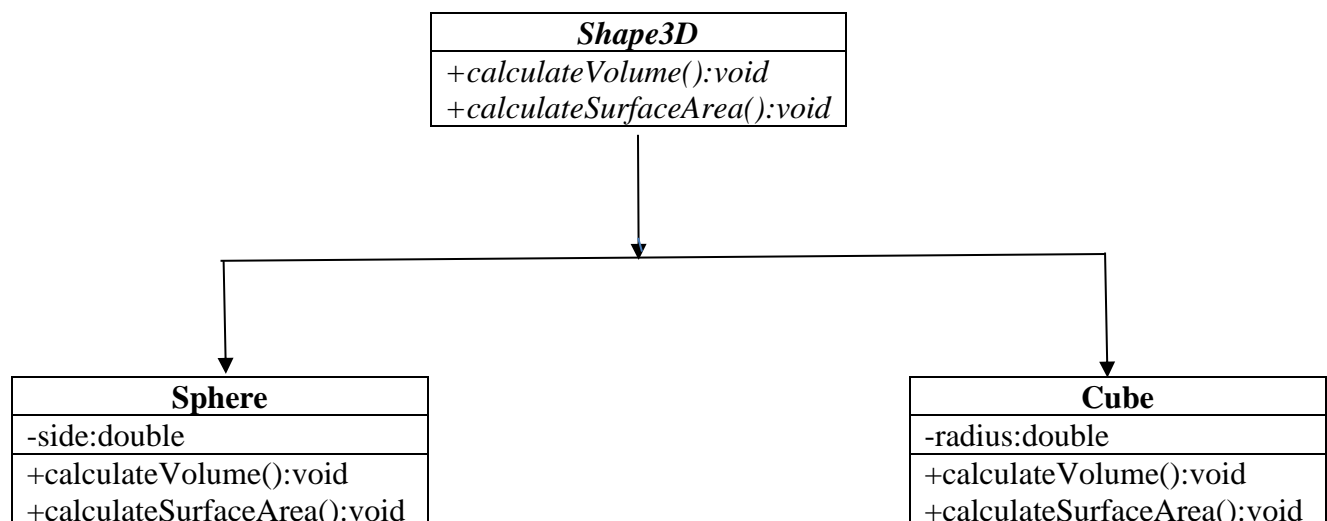 Shape3D
+calculateVolume():void
+calculateSurfaceArea():void
Sphere
-side:double
+calculateVolume():void
+calculateSurfaceArea():void
Cube
-radius:double
+calculateVolume():void
+calculateSurfaceArea():void